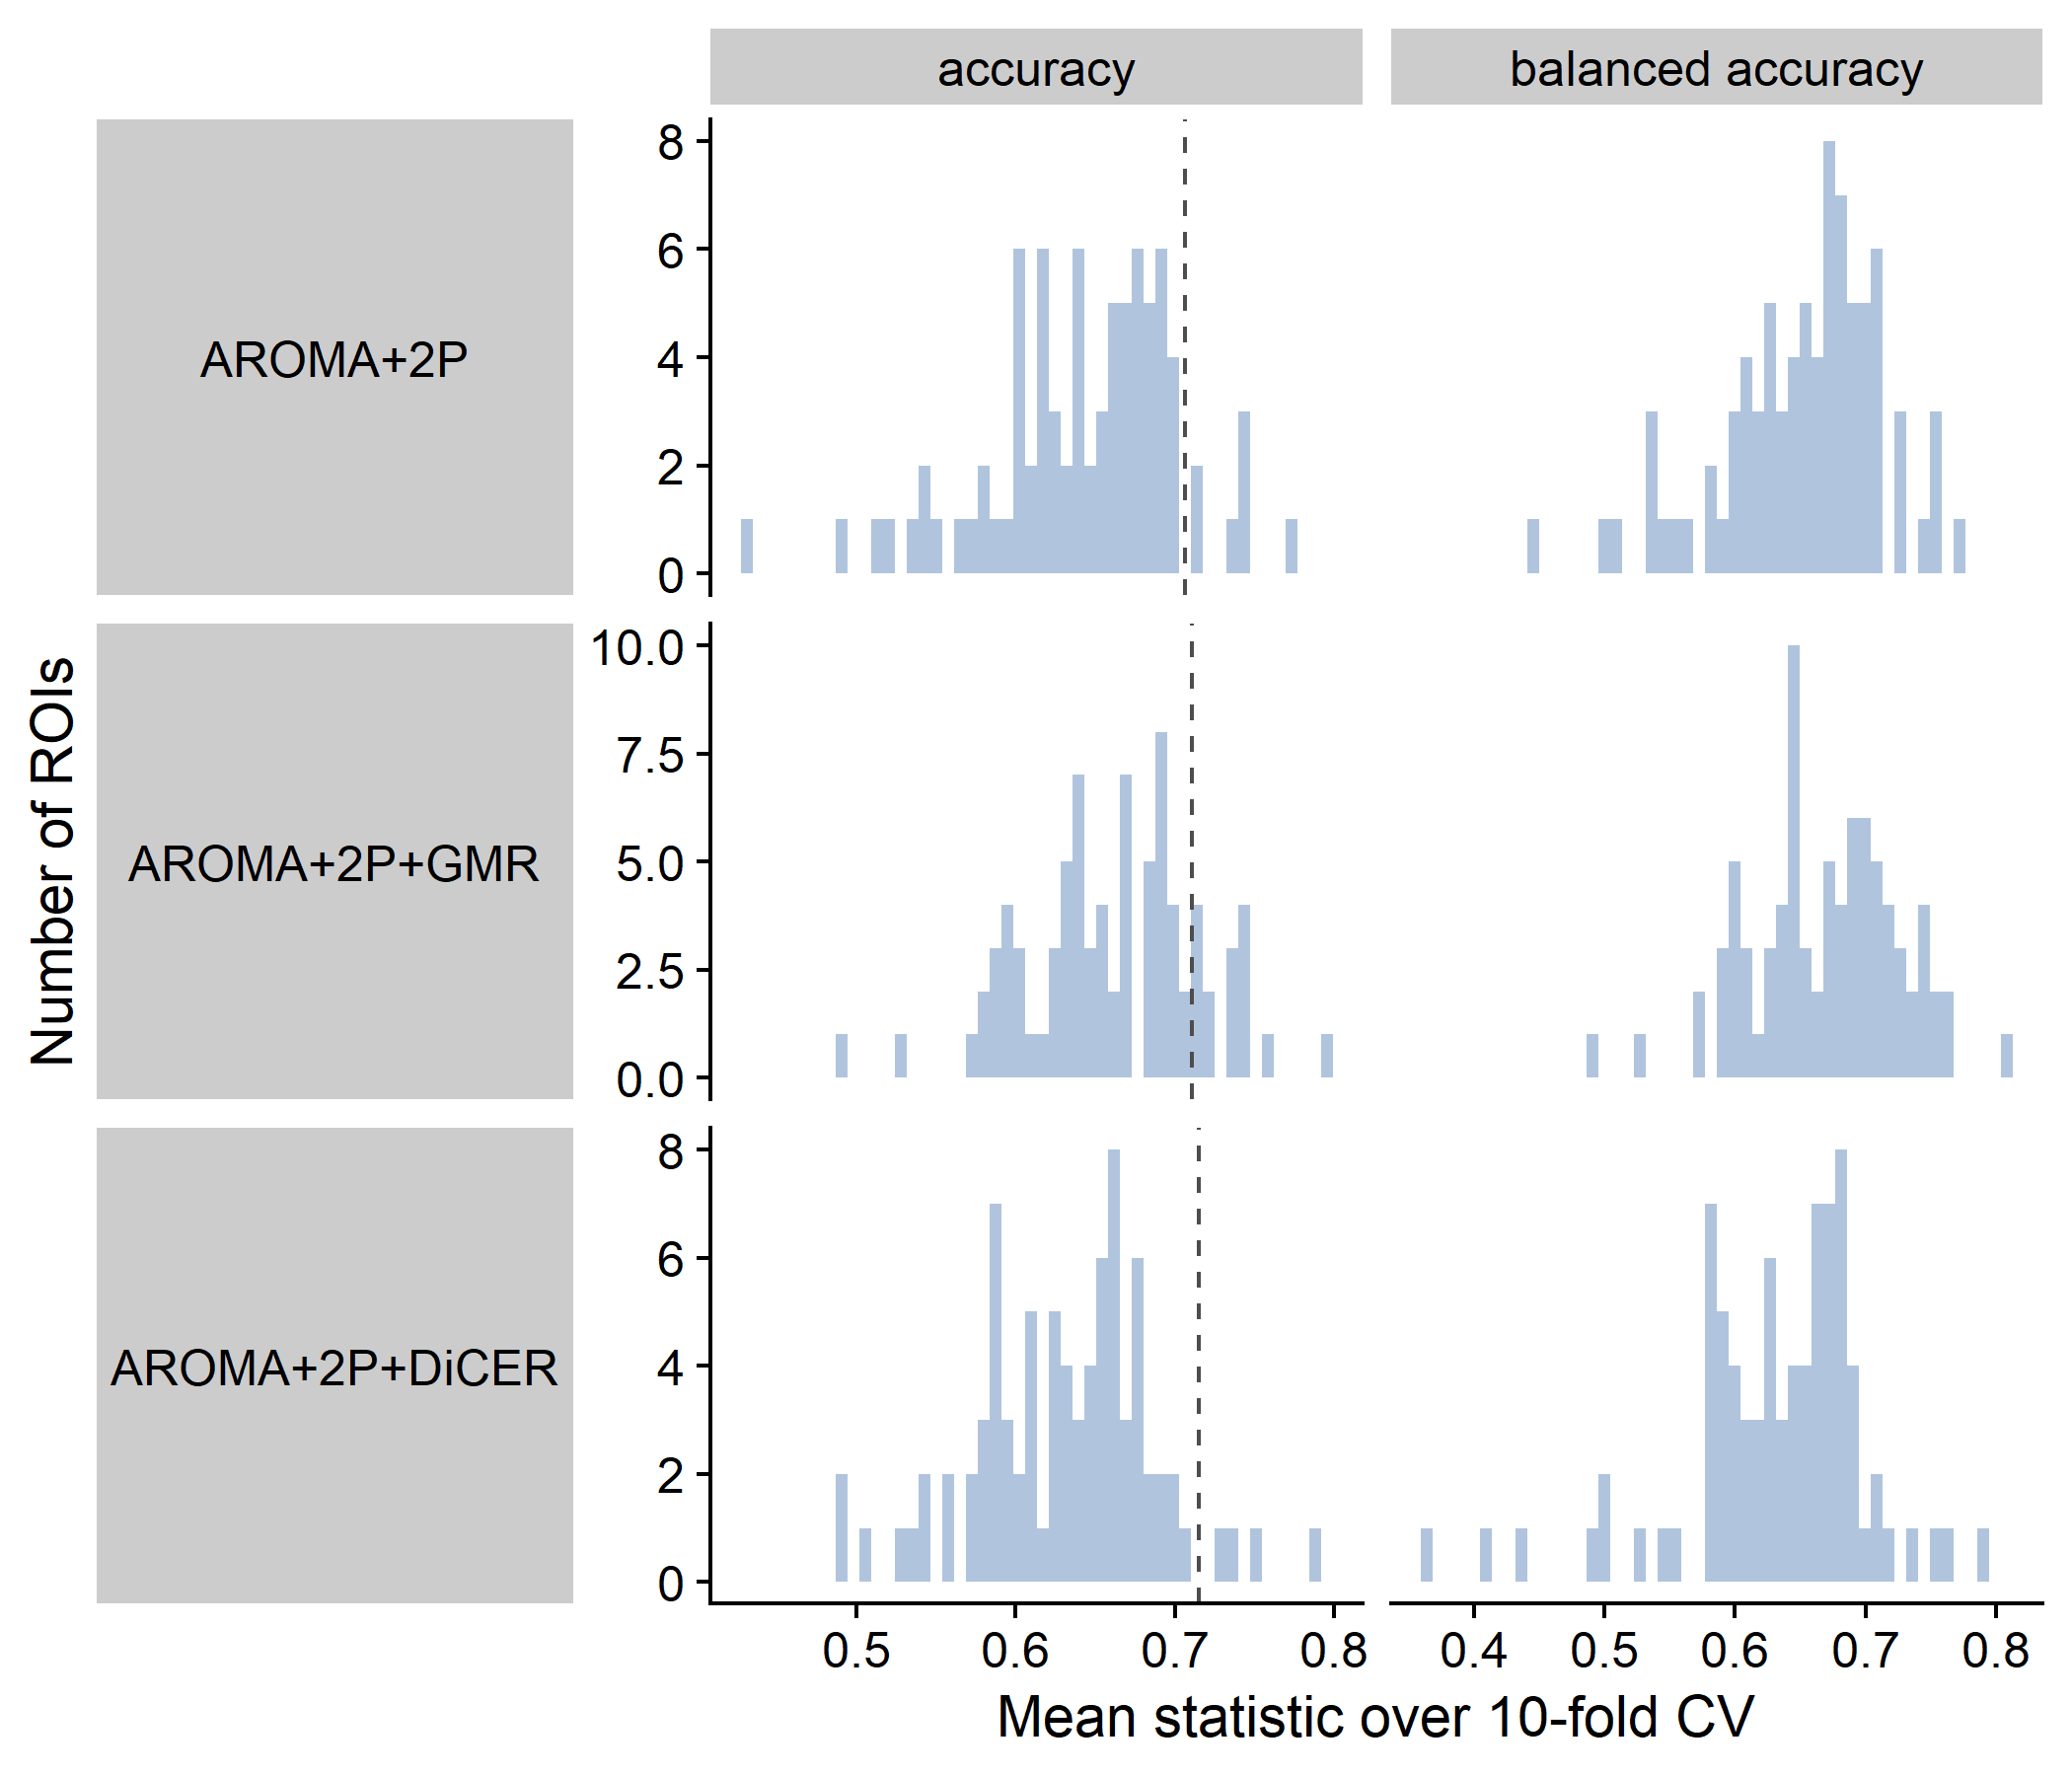 accuracy
balanced accuracy
Number of ROIs
AROMA+2P
8
6
4
2
0
AROMA+2P+GMR
10.0
7.5
5.0
2.5
0.0
AROMA+2P+DiCER
8
6
4
2
0
0.5 0.6 0.7 0.8
0.4 0.5 0.6 0.7 0.8
Mean statistic over 10-fold CV